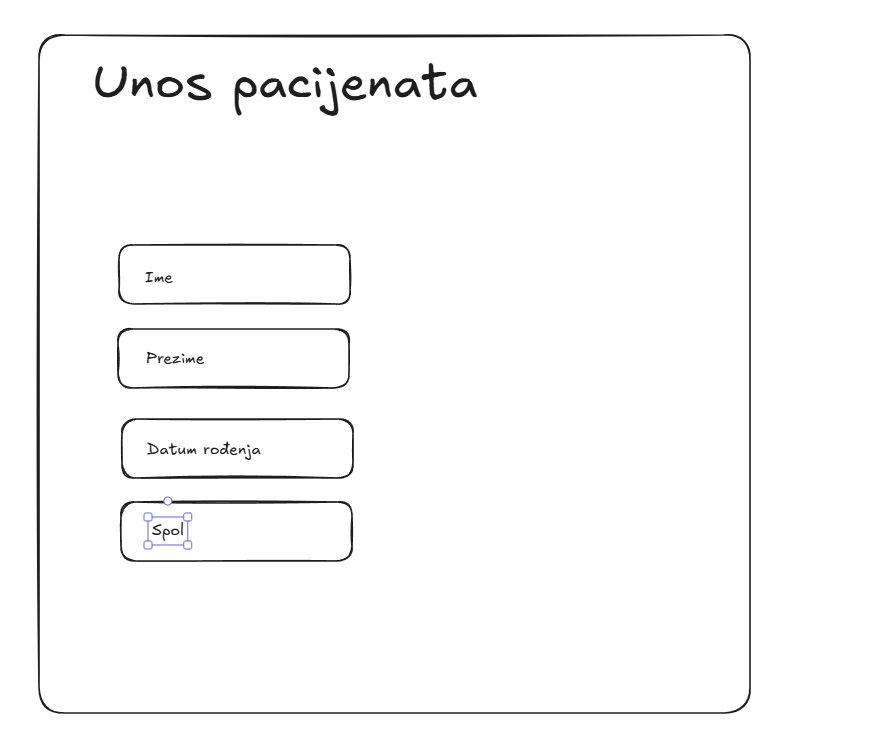 Unos pacijenata
Ime
Prezime
Datum rođenja
Spol